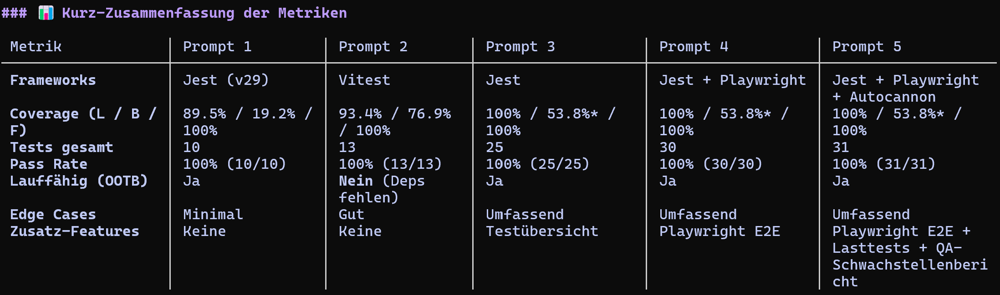 ### 📊 Kurz-Zusammenfassung der Metriken
Metrik | Prompt 1 | Prompt 2 | Prompt 3 | Prompt 4 | Prompt 5
Frameworks | Jest (v29) | Vitest | Jest | Jest + Playwright | Jest + Playwright
+ Autocannon
Coverage (L / B / | 89.5% / 19.2% / | 93.4% / 76.9% | 100% / 53.8%* / | 100% / 53.8%* / | 100% / 53.8%* /
F) | 100% | / 100% | 100% | 100% | 100%
Tests gesamt | 10 | 13 | 25 | 30 | 31
Pass Rate | 100% (10/10) | 100% (13/13) | 100% (25/25) | 100% (30/30) | 100% (31/31)
Lauffähig (OOTB) | Ja | Nein (Deps | Ja | Ja | Ja
fehlen)
Edge Cases | Minimal | Gut | Umfassend | Umfassend | Umfassend
Zusatz-Features | Keine | Keine | Testübersicht | Playwright E2E | Playwright E2E +
Lasttests + QA-
Schwachstellenberi
cht